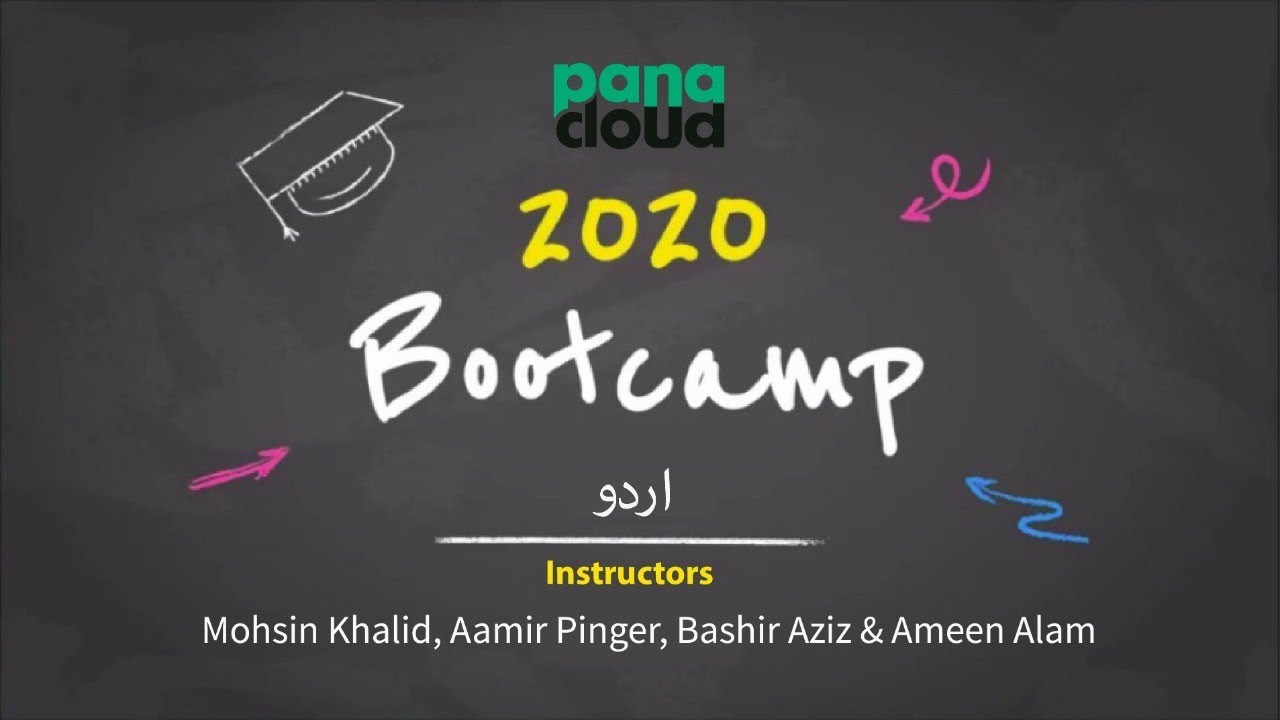 pana
cloud
2020
Bootcamp
اردو
Instructors
Mohsin Khalid, Aamir Pinger, Bashir Aziz & Ameen Alam